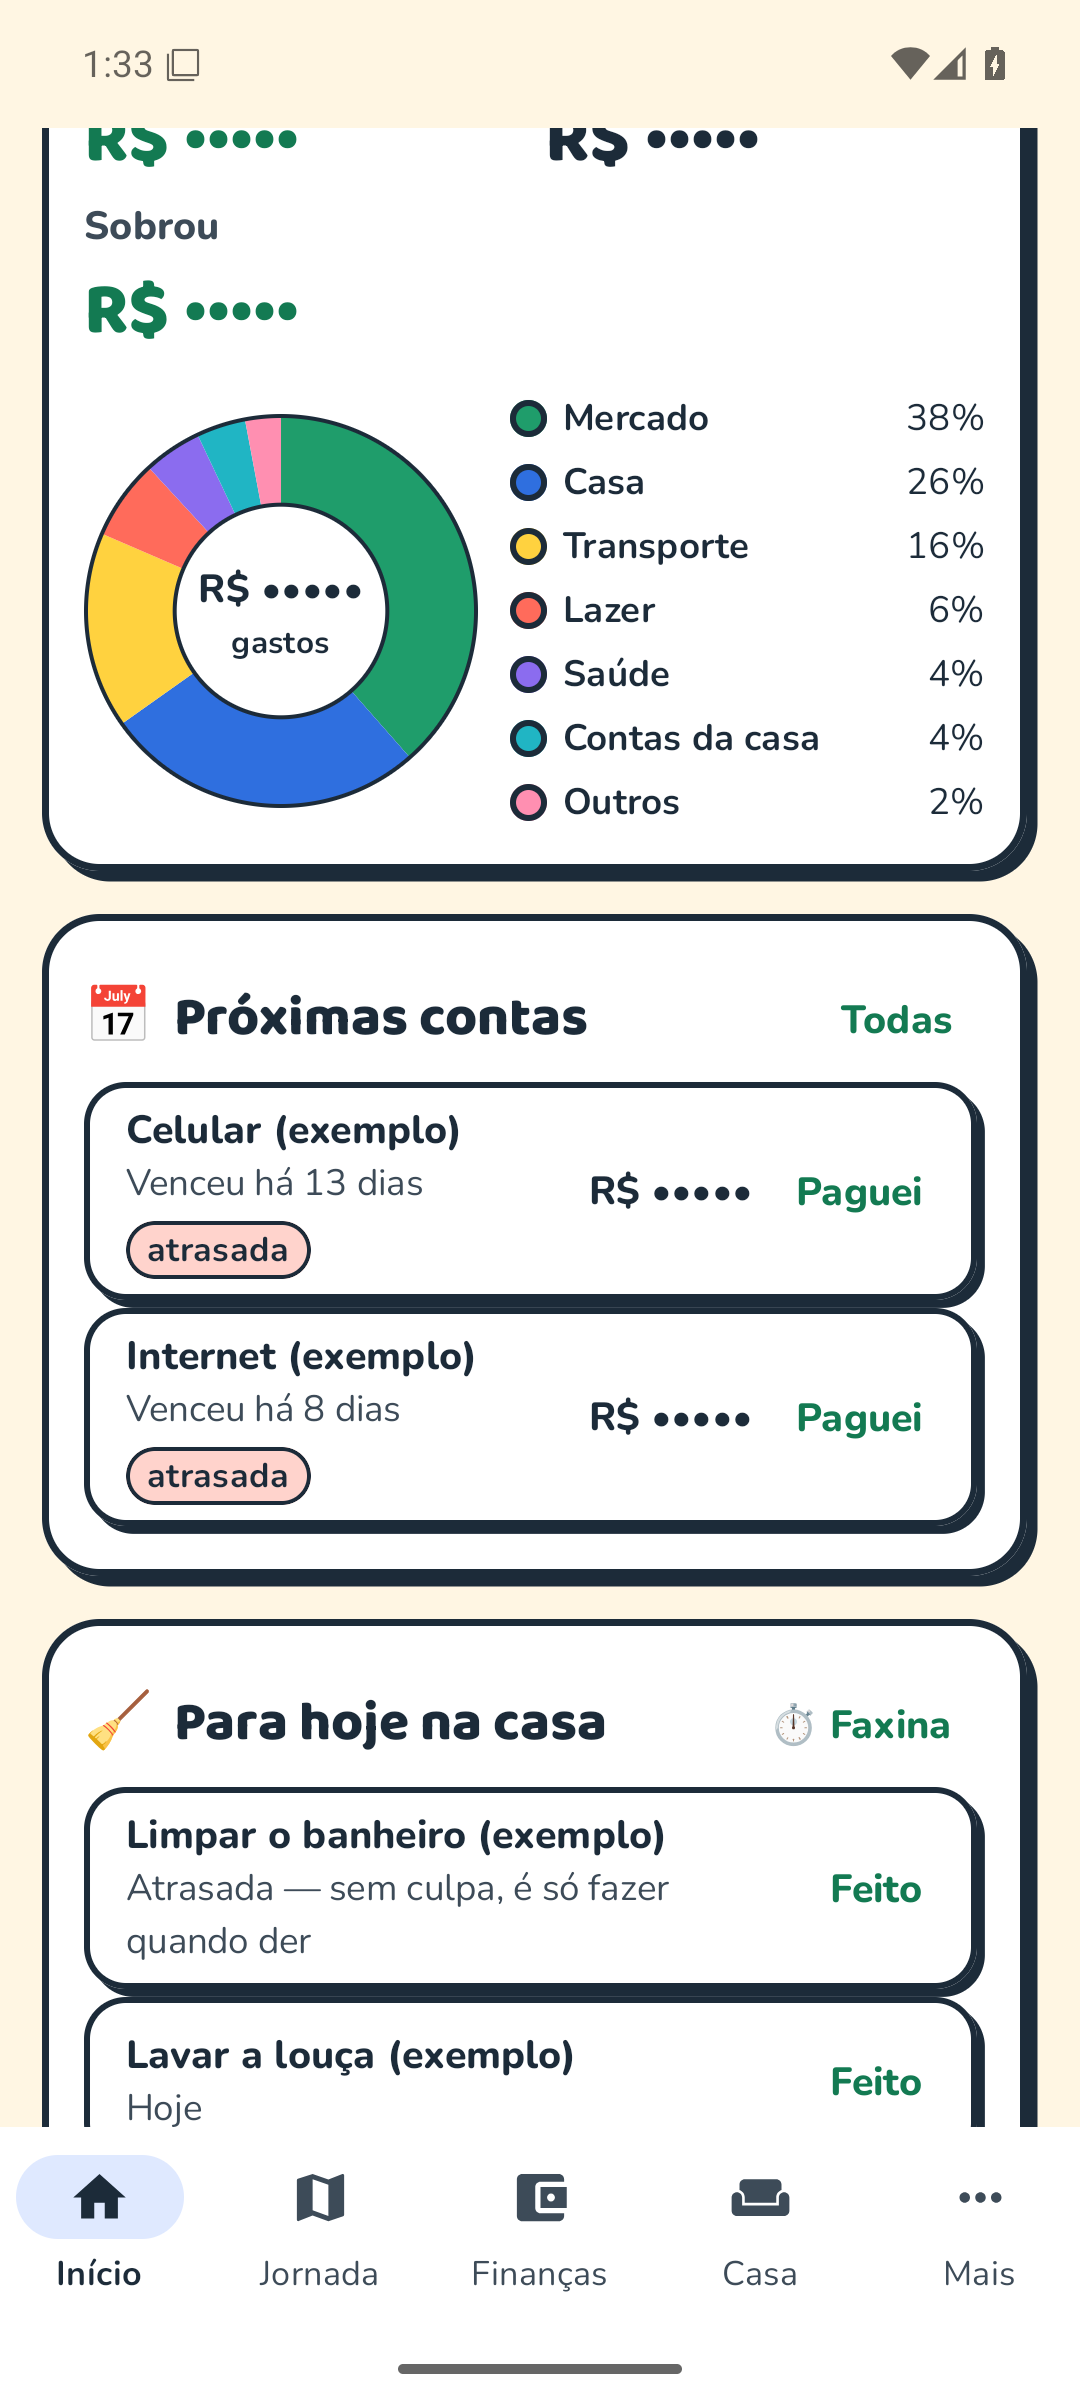 1:33
R$ •••••
R$ •••••
Sobrou
R$ •••••
R$ •••••
gastos
Mercado 38%
Casa 26%
Transporte 16%
Lazer 6%
Saúde 4%
Contas da casa 4%
Outros 2%
July
17
Próximas contas
Todas
Celular (exemplo)
Venceu há 13 dias
atrasada
R$ •••••
Paguei
Internet (exemplo)
Venceu há 8 dias
atrasada
R$ •••••
Paguei
Para hoje na casa
Faxina
Limpar o banheiro (exemplo)
Atrasada — sem culpa, é só fazer
quando der
Feito
Lavar a louça (exemplo)
Hoje
Feito
Início
Jornada
Finanças
Casa
Mais